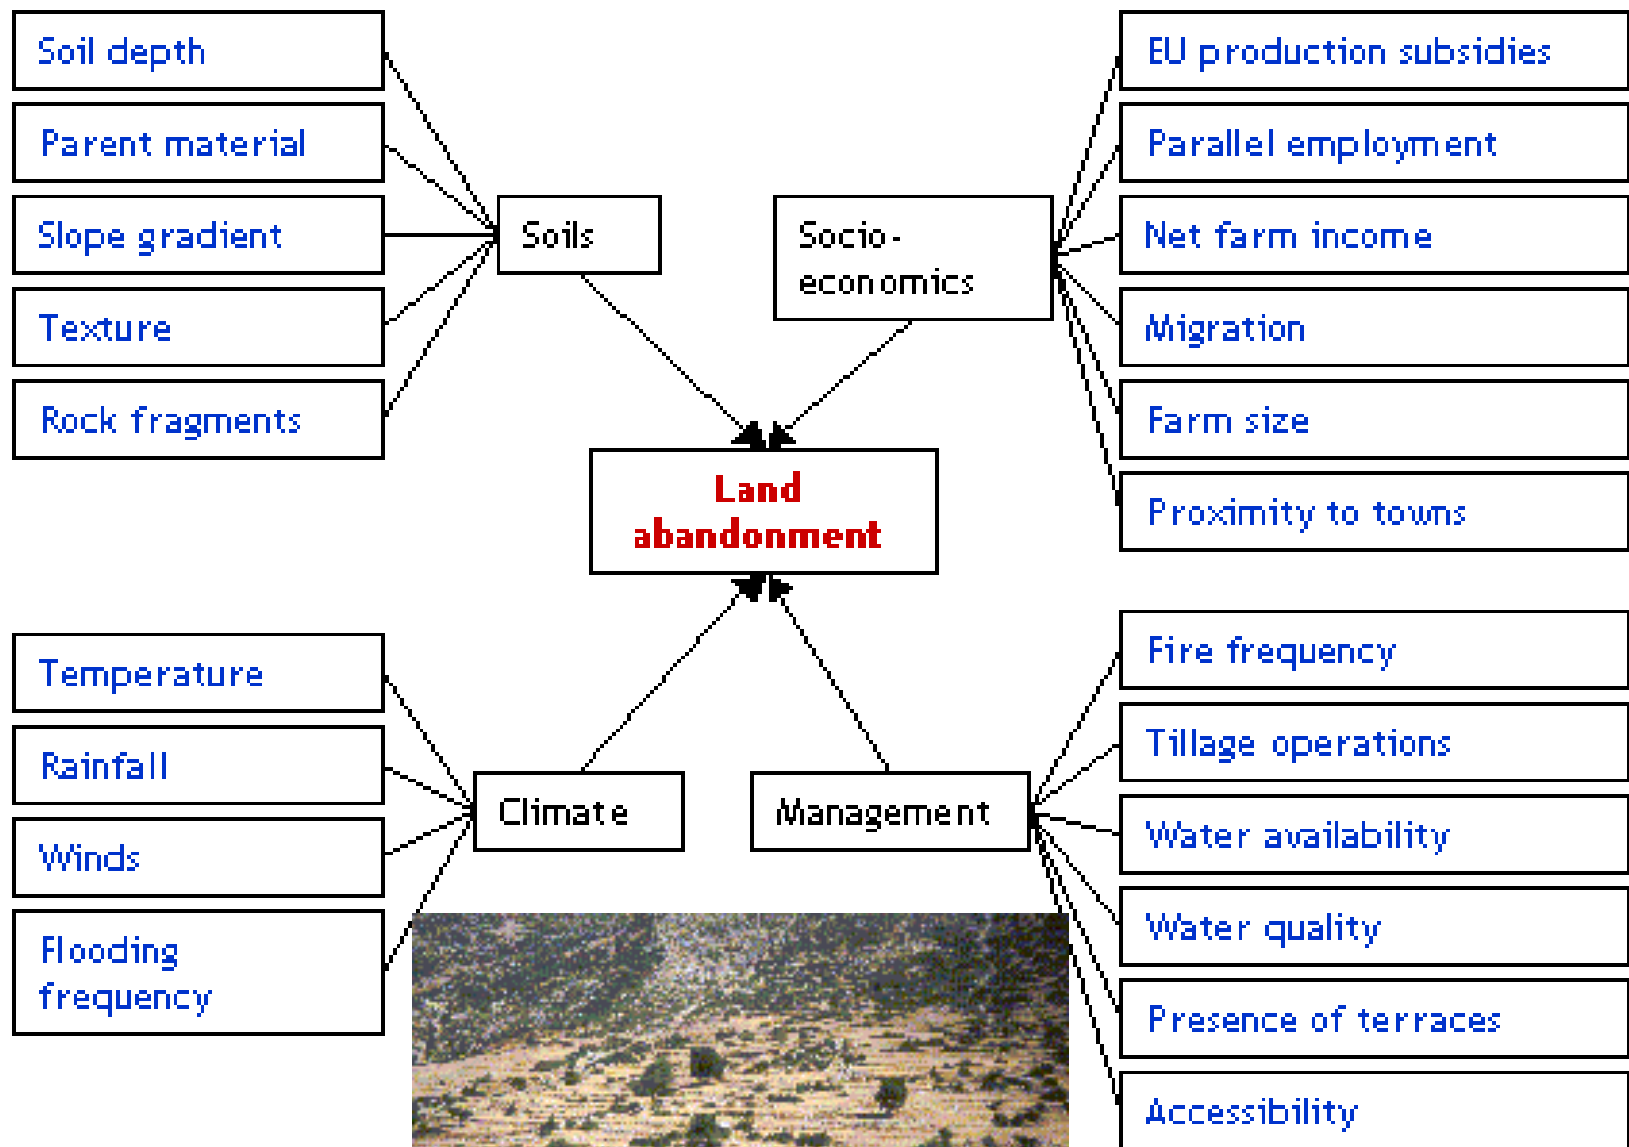 Soil depth
Parent material
Slope gradient
Texture
Rock fragments
Soils
Socio-
economics
EU production subsidies
Parallel employment
Net farm income
Migration
Farm size
Proximity to towns
Land
abandonment
Temperature
Rainfall
Winds
Flooding
frequency
Climate
Management
Fire frequency
Tillage operations
Water availability
Water quality
Presence of terraces
Accessibility